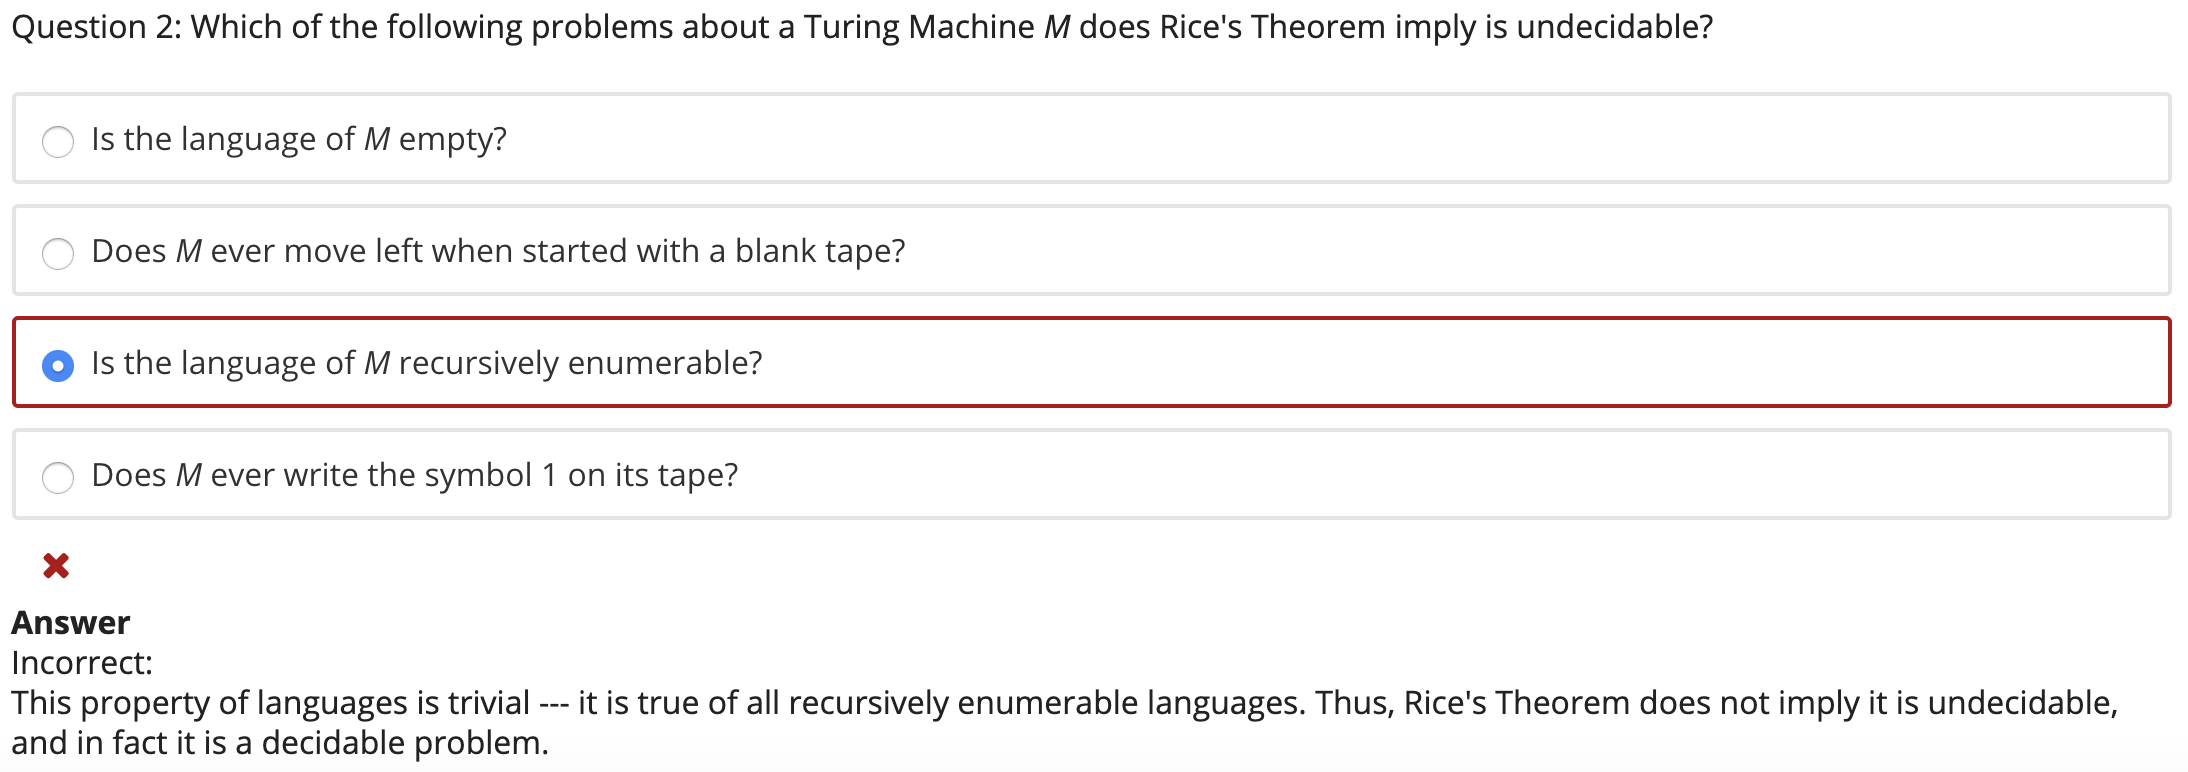 Question 2: Which of the following problems about a Turing Machine M does Rice's Theorem imply is undecidable?
Is the language of M empty?
Does M ever move left when started with a blank tape?
Is the language of M recursively enumerable?
Does M ever write the symbol 1 on its tape?
Answer
Incorrect:
This property of languages is trivial --- it is true of all recursively enumerable languages. Thus, Rice's Theorem does not imply it is undecidable,
and in fact it is a decidable problem.